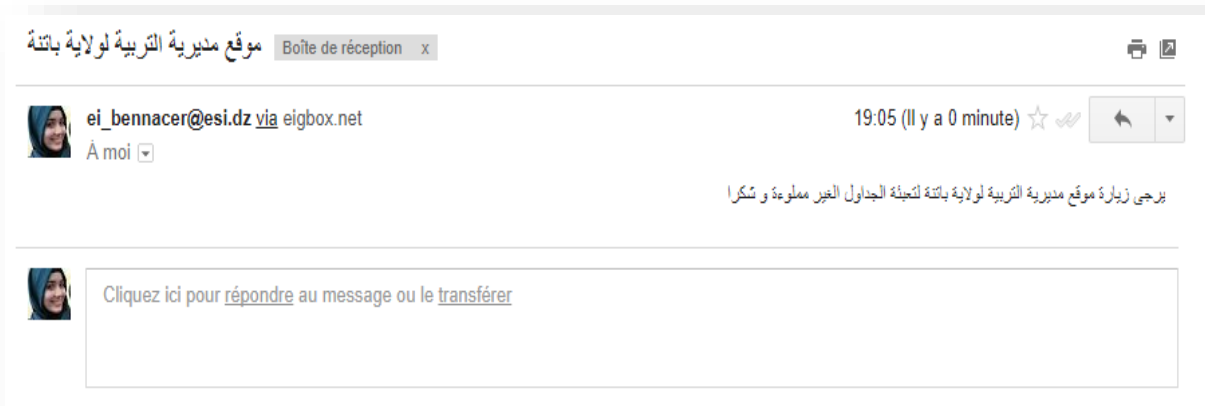 موقع مديرية التربية لولاية باتنة Boîte de réception x
ei_bennacer@esi.dz via eigbox.net 19:05 (Il y a 0 minute)
À moi
يرجى زيارة موقع مديرية التربية لولاية باتنة لتعبئة الجداول الغير مملوءة و شكرا
Cliquez ici pour répondre au message ou le transférer